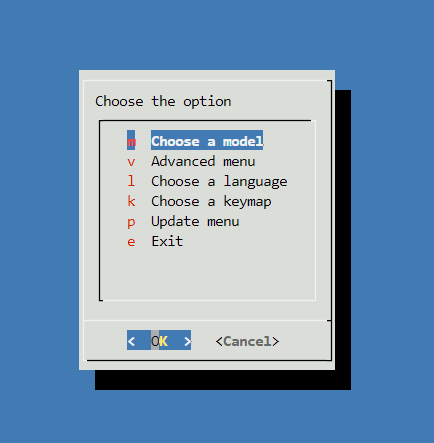 Choose the option
m Choose a model
v Advanced menu
l Choose a language
k Choose a keymap
p Update menu
e Exit
< OK > <Cancel>